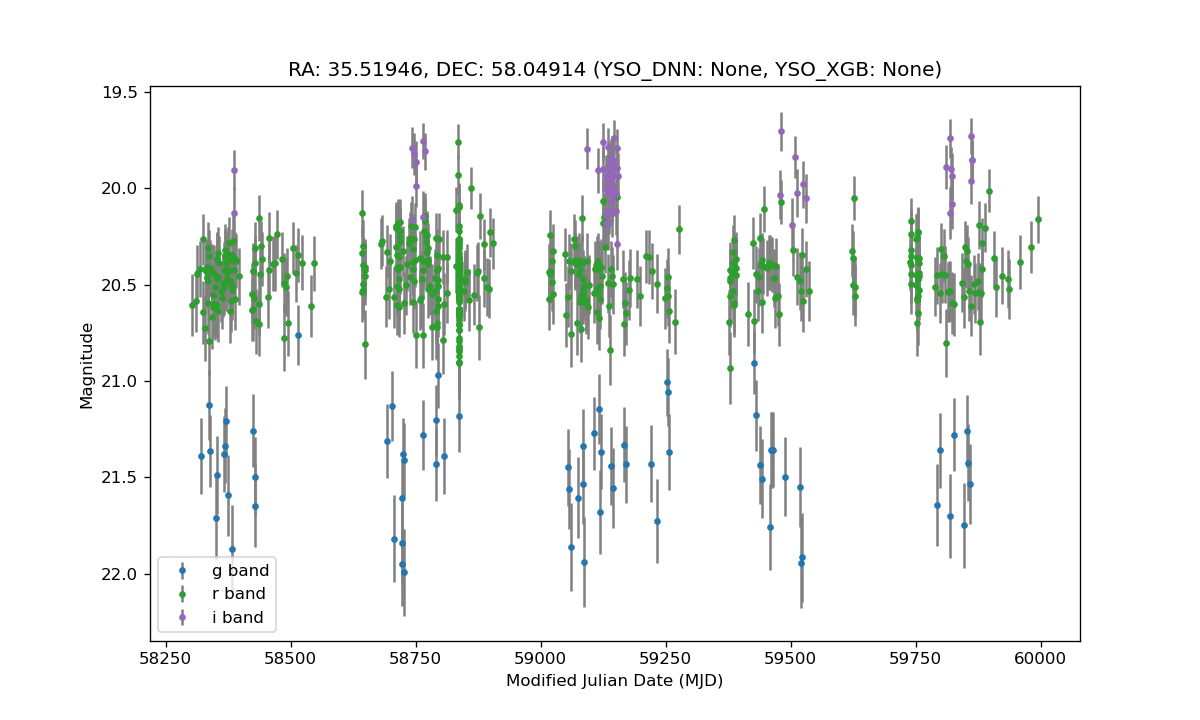 RA: 35.51946, DEC: 58.04914 (YSO_DNN: None, YSO_XGB: None)
19.5
20.0
20.5
21.0
21.5
22.0
Magnitude
g band
r band
i band
58250 58500 58750 59000 59250 59500 59750 60000
Modified Julian Date (MJD)